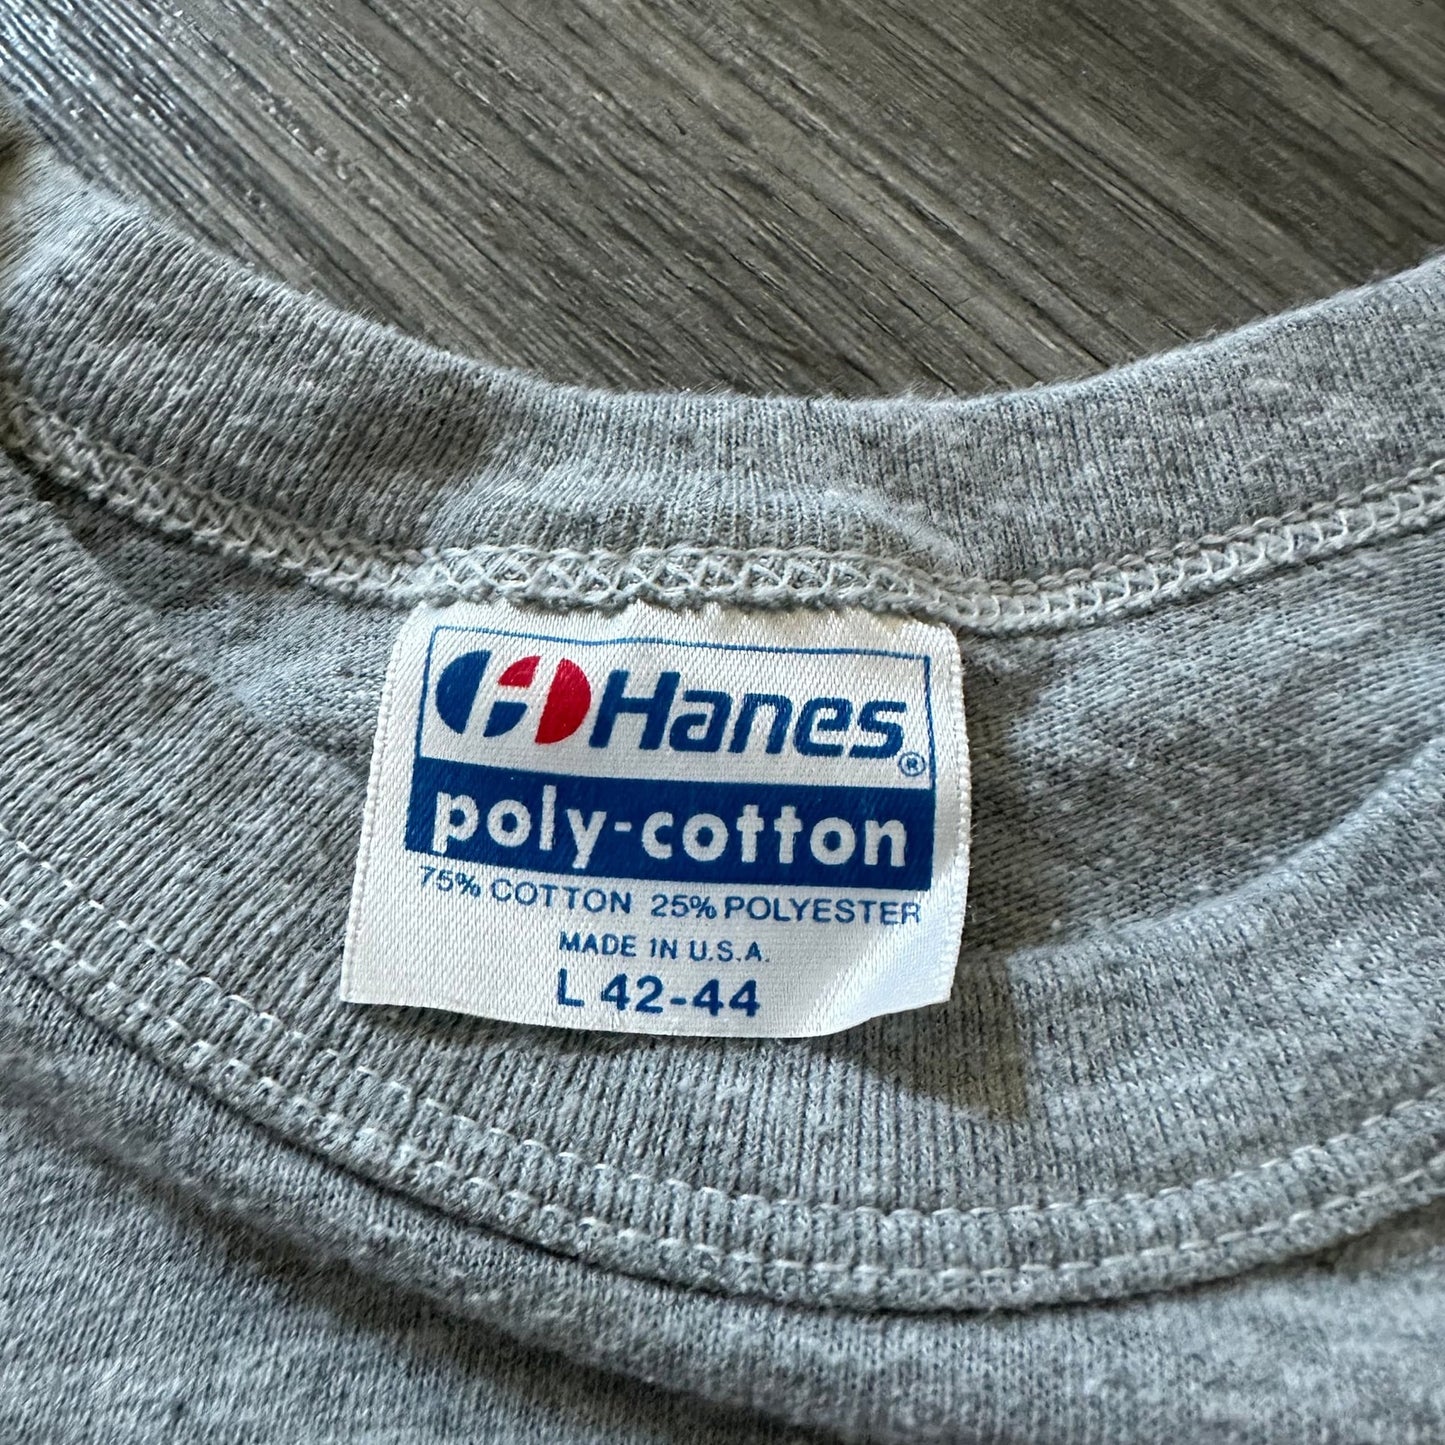 Hanes®
poly-cotton
75% COTTON 25% POLYESTER
MADE IN U.S.A.
L 42-44